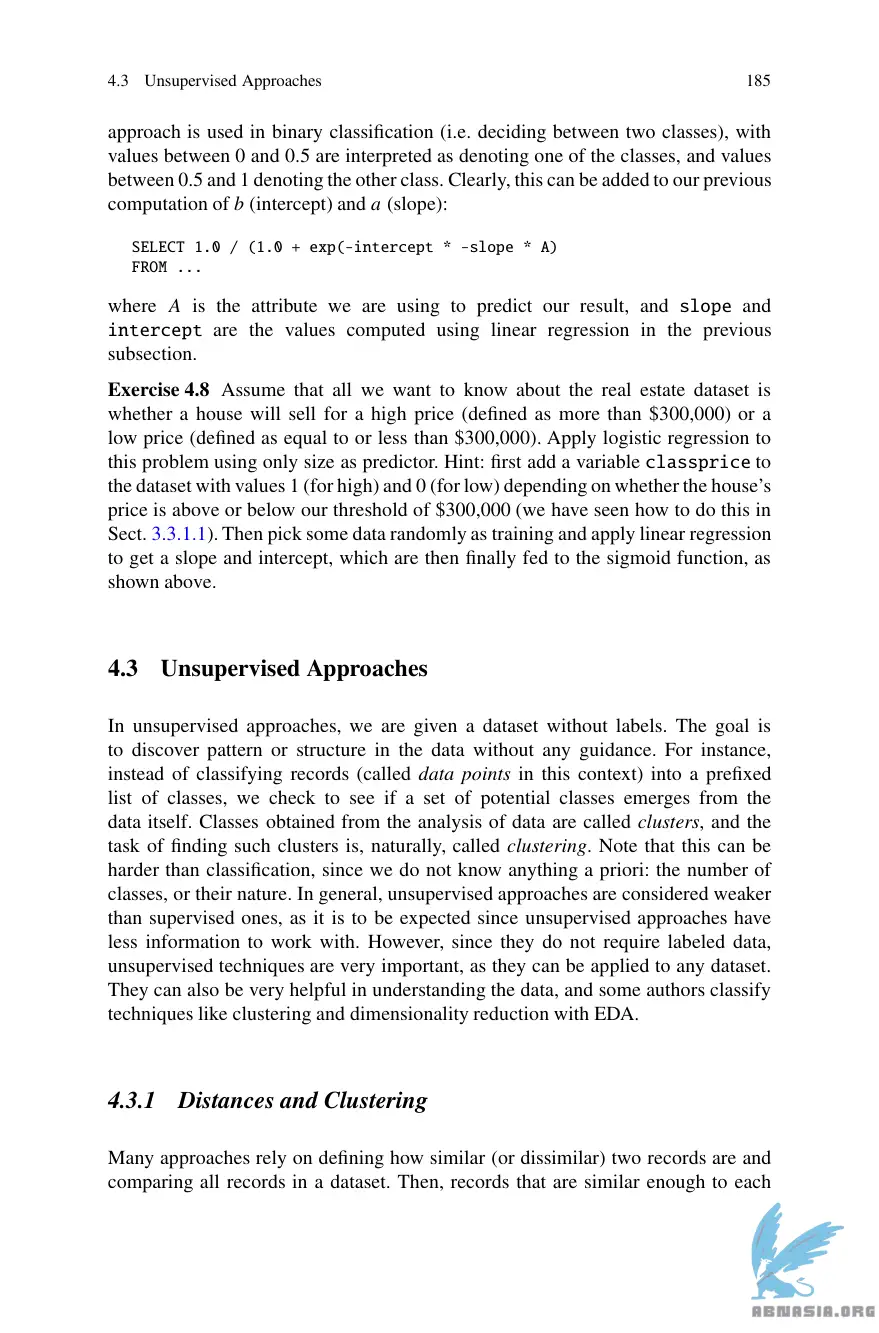 4.3 Unsupervised Approaches 185
approach is used in binary classification (i.e. deciding between two classes), with
values between 0 and 0.5 are interpreted as denoting one of the classes, and values
between 0.5 and 1 denoting the other class. Clearly, this can be added to our previous
computation of b (intercept) and a (slope):
SELECT 1.0 / (1.0 + exp(-intercept * -slope * A)
FROM ...
where A is the attribute we are using to predict our result, and slope and
intercept are the values computed using linear regression in the previous
subsection.
Exercise 4.8 Assume that all we want to know about the real estate dataset is
whether a house will sell for a high price (defined as more than $300,000) or a
low price (defined as equal to or less than $300,000). Apply logistic regression to
this problem using only size as predictor. Hint: first add a variable classprice to
the dataset with values 1 (for high) and 0 (for low) depending on whether the house's
price is above or below our threshold of $300,000 (we have seen how to do this in
Sect. 3.3.1.1). Then pick some data randomly as training and apply linear regression
to get a slope and intercept, which are then finally fed to the sigmoid function, as
shown above.
4.3 Unsupervised Approaches
In unsupervised approaches, we are given a dataset without labels. The goal is
to discover pattern or structure in the data without any guidance. For instance,
instead of classifying records (called data points in this context) into a prefixed
list of classes, we check to see if a set of potential classes emerges from the
data itself. Classes obtained from the analysis of data are called clusters, and the
task of finding such clusters is, naturally, called clustering. Note that this can be
harder than classification, since we do not know anything a priori: the number of
classes, or their nature. In general, unsupervised approaches are considered weaker
than supervised ones, as it is to be expected since unsupervised approaches have
less information to work with. However, since they do not require labeled data,
unsupervised techniques are very important, as they can be applied to any dataset.
They can also be very helpful in understanding the data, and some authors classify
techniques like clustering and dimensionality reduction with EDA.
4.3.1 Distances and Clustering
Many approaches rely on defining how similar (or dissimilar) two records are and
comparing all records in a dataset. Then, records that are similar enough to each
ABNASIA.ORG